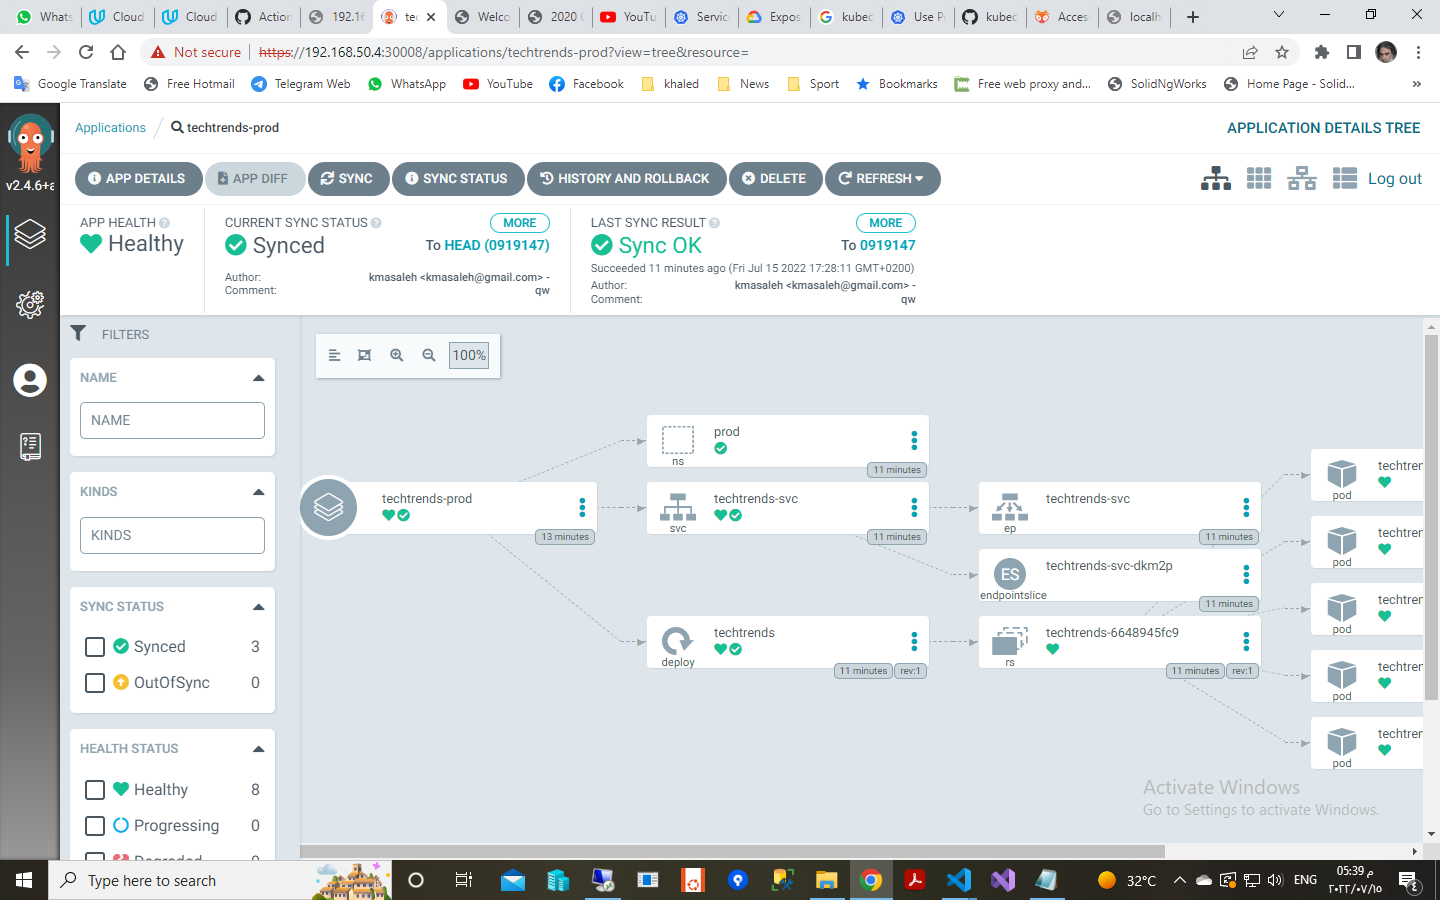 Whats
Cloud
Cloud
Action
192.16
te
Welco
2020
YouTu
Servic
Expos
kubec
Use P
kubec
Acces
localh
Not secure
https://192.168.50.4:30008/applications/techtrends-prod?view=tree&resource=
Google Translate
Free Hotmail
Telegram Web
WhatsApp
YouTube
Facebook
khaled
News
Sport
Bookmarks
Free web proxy and...
SolidNgWorks
Home Page - Solid...
»
v2.4.6+a
Applications / techtrends-prod
APPLICATION DETAILS TREE
APP DETAILS
APP DIFF
SYNC
SYNC STATUS
HISTORY AND ROLLBACK
DELETE
REFRESH
Log out
APP HEALTH
Healthy
CURRENT SYNC STATUS
MORE
Synced
To HEAD (0919147)
Author: kmasaleh <kmasaleh@gmail.com> -
Comment: qw
LAST SYNC RESULT
MORE
Sync OK
To 0919147
Succeeded 11 minutes ago (Fri Jul 15 2022 17:28:11 GMT+0200)
Author: kmasaleh <kmasaleh@gmail.com> -
Comment: qw
FILTERS
NAME
NAME
KINDS
KINDS
SYNC STATUS
Synced 3
OutOfSync 0
HEALTH STATUS
Healthy 8
Progressing 0
Degraded 0
100%
prod
ns
11 minutes
techtrends-prod
13 minutes
techtrends-svc
svc
11 minutes
techtrends-svc
ep
11 minutes
ES
techtrends-svc-dkm2p
endpointslice
11 minutes
techtrends
deploy
11 minutes
rev:1
techtrends-6648945fc9
rs
11 minutes
rev:1
techtren
pod
techtren
pod
techtren
pod
techtren
pod
techtren
pod
Activate Windows
Go to Settings to activate Windows.
Type here to search
32°C
ENG
05:39 م
٢٠٢٢/٠٧/١٥
٤